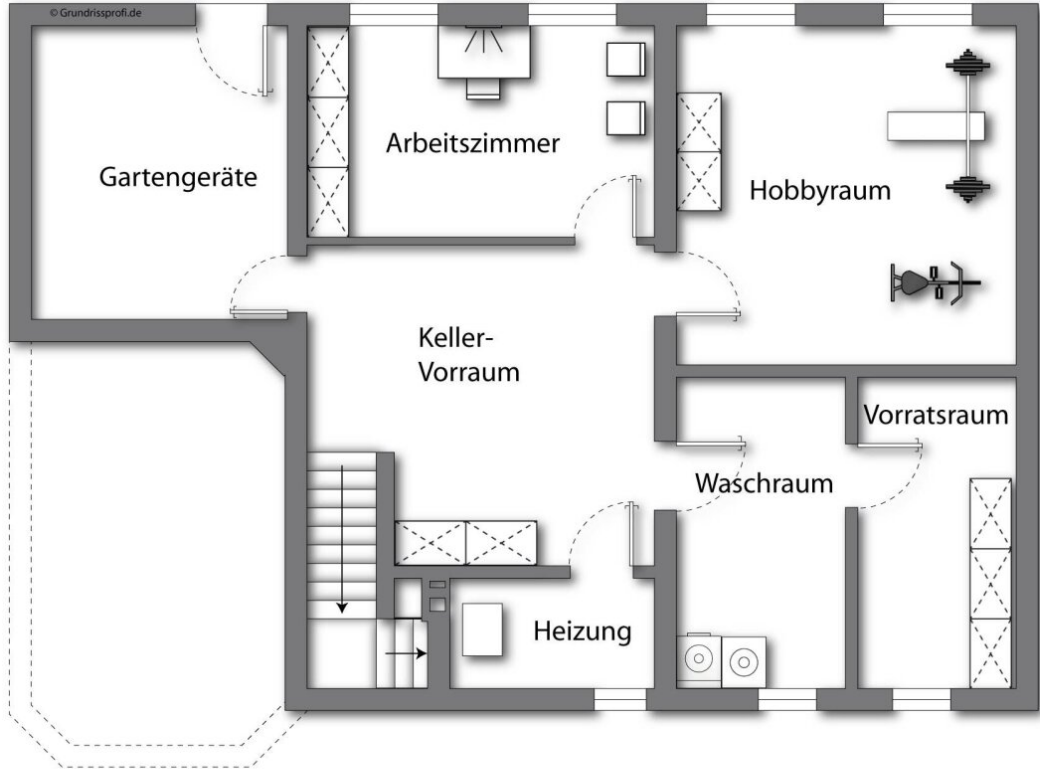 © Grundrissprofi.de
Arbeitszimmer
Gartengeräte
Hobbyraum
Keller-
Vorraum
Vorratsraum
Waschraum
Heizung